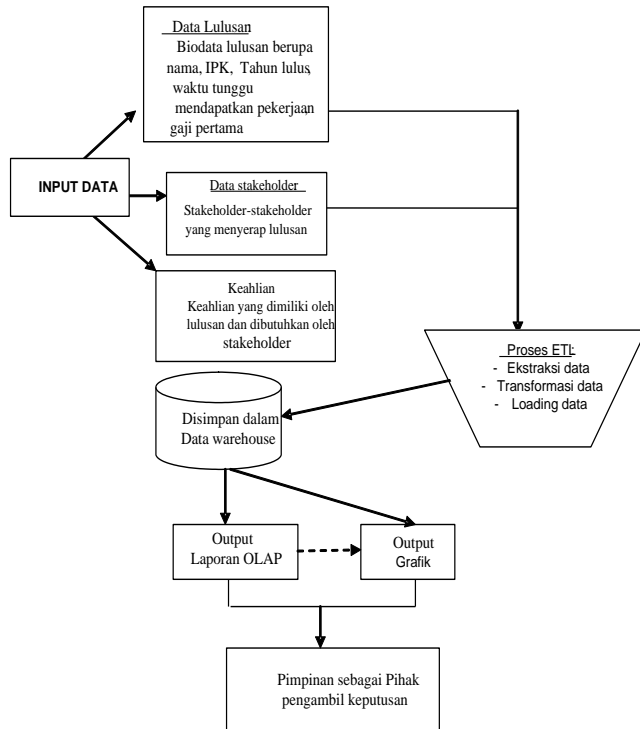 Data Lulusan
Biodata lulusan berupa
nama, IPK, Tahun lulus,
waktu tunggu
mendapatkan pekerjaan,
gaji pertama
INPUT DATA
Data stakeholder
Stakeholder-stakeholder
yang menyerap lulusan
Keahlian
Keahlian yang dimiliki oleh
lulusan dan dibutuhkan oleh
stakeholder
Proses ETL:
- Ekstraksi data
- Transformasi data
- Loading data
Disimpan dalam
Data warehouse
Output
Laporan OLAP
Output
Grafik
Pimpinan sebagai Pihak
pengambil keputusan